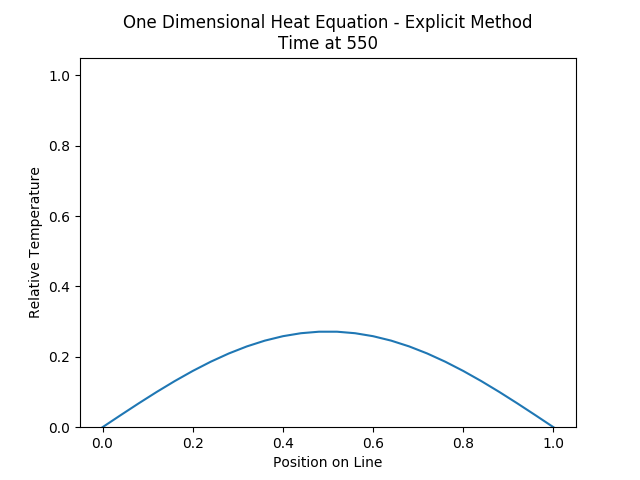 One Dimensional Heat Equation - Explicit Method
Time at 550
1.0
0.8
0.6
0.4
0.2
0.0
Relative Temperature
0.0 0.2 0.4 0.6 0.8 1.0
Position on Line